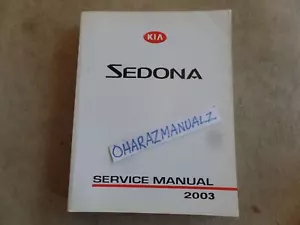 KIA
SEDONA
OHARAZMANUALZ
SERVICE MANUAL
2003